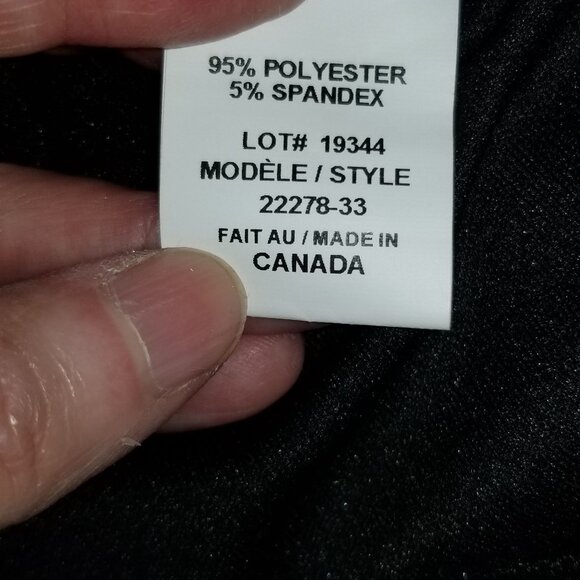 95% POLYESTER
5% SPANDEX
LOT# 19344
MODÈLE / STYLE
22278-33
FAIT AU / MADE IN
CANADA